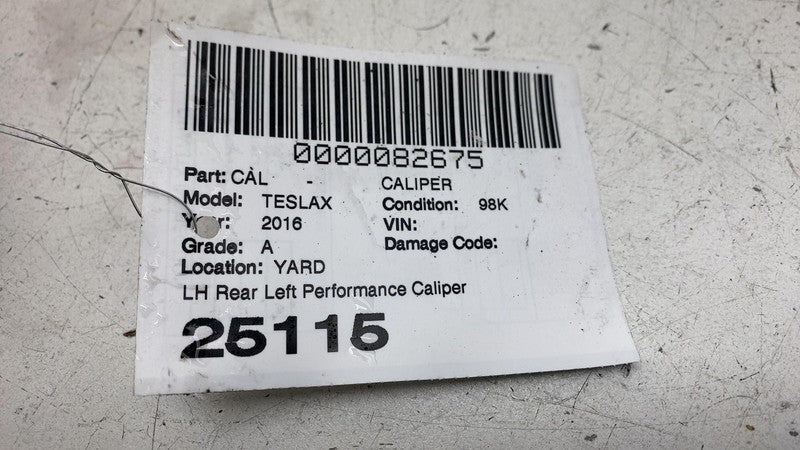 0000082675
Part: CAL - CALIPER
Model: TESLAX Condition: 98K
Year: 2016 VIN:
Grade: A Damage Code:
Location: YARD
LH Rear Left Performance Caliper
25115